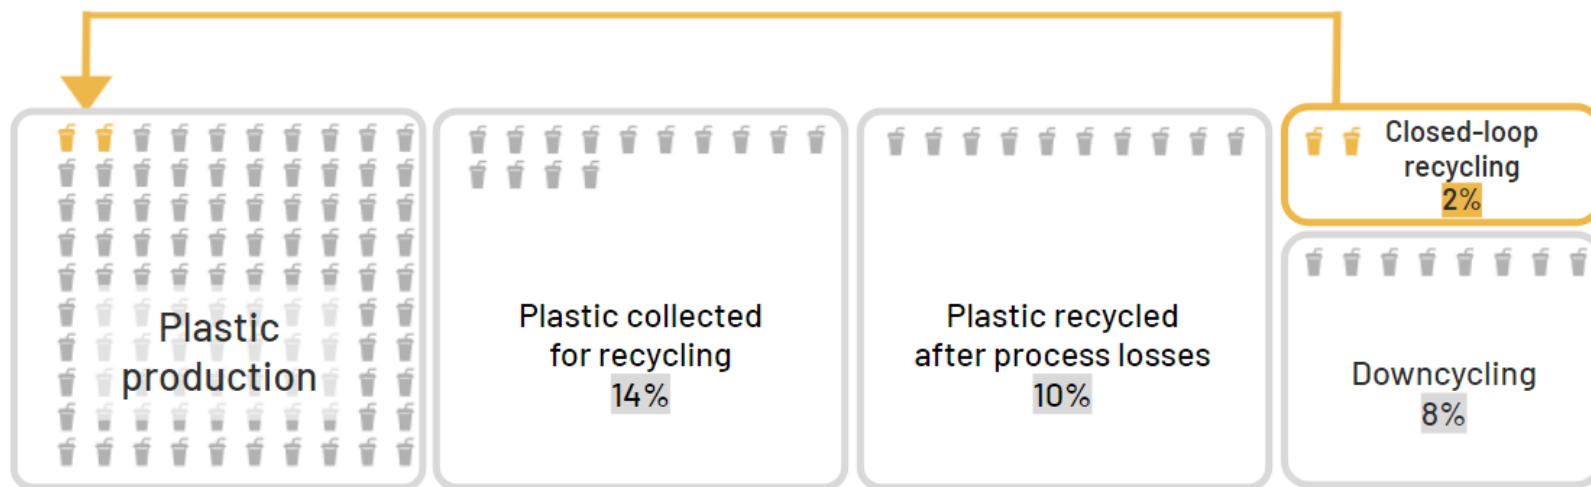 Plastic
production
Plastic collected
for recycling
14%
Plastic recycled
after process losses
10%
Closed-loop
recycling
2%
Downcycling
8%